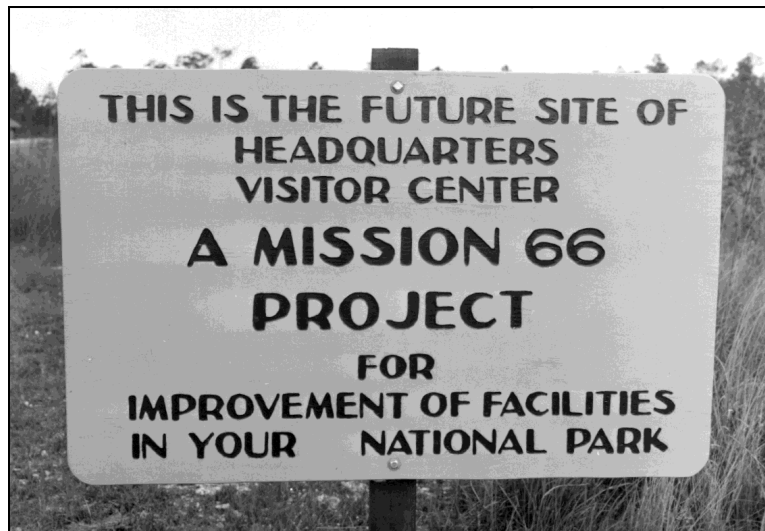 THIS IS THE FUTURE SITE OF
HEADQUARTERS
VISITOR CENTER
A MISSION 66
PROJECT
FOR
IMPROVEMENT OF FACILITIES
IN YOUR NATIONAL PARK